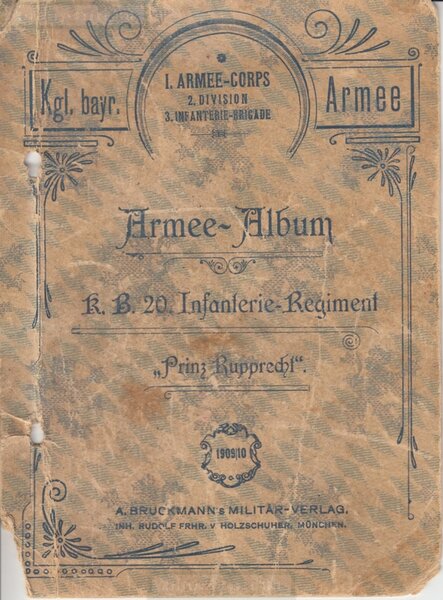 Kgl. bayr.
I. ARMEE-CORPS
2. DIVISION
3. INFANTERIE-BRIGADE
Armee
Armee-Album
K. B. 20. Infanterie-Regiment
„Prinz Rupprecht“.
1909/10
A. BRUCKMANN's MILITÄR-VERLAG.
INH. RUDOLF FRHR. V HOLZSCHUHER, MÜNCHEN.